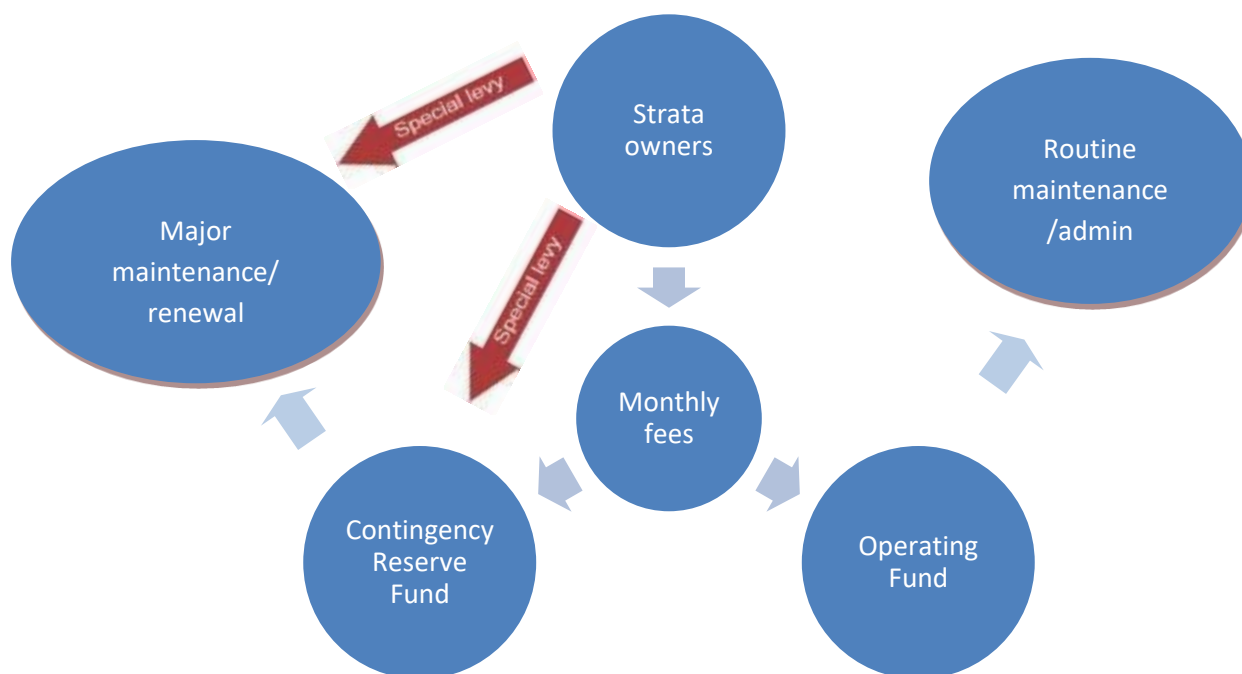 Special levy
Strata
owners
Routine
maintenance
/admin
Major
maintenance/
renewal
Special levy
Monthly
fees
Contingency
Reserve
Fund
Operating
Fund